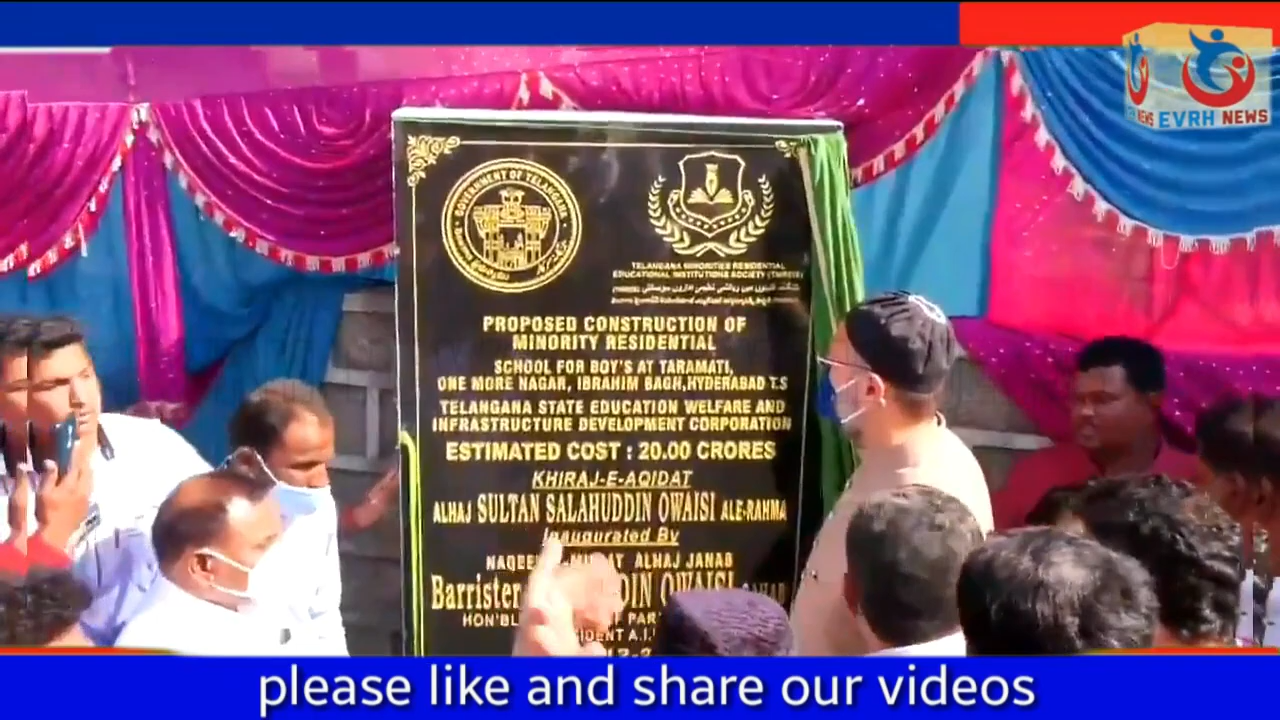 NEWS EVRH NEWS
GOVERNMENT OF TELANGANA
TELANGANA MINORITIES RESIDENTIAL
EDUCATIONAL INSTITUTIONS SOCIETY (TMREIS)
PROPOSED CONSTRUCTION OF
MINORITY RESIDENTIAL
SCHOOL FOR BOY'S AT TARAMATI,
ONE MORE NAGAR, IBRAHIM BAGH,HYDERABAD T.S
TELANGANA STATE EDUCATION WELFARE AND
INFRASTRUCTURE DEVELOPMENT CORPORATION
ESTIMATED COST : 20.00 CRORES
KHIRAJ-E-AQIDAT
ALHAJ SULTAN SALAHUDDIN OWAISI ALE-RAHMA
Inaugurated By
ALHAJ JANAB
Barrister OWAISI
please like and share our videos